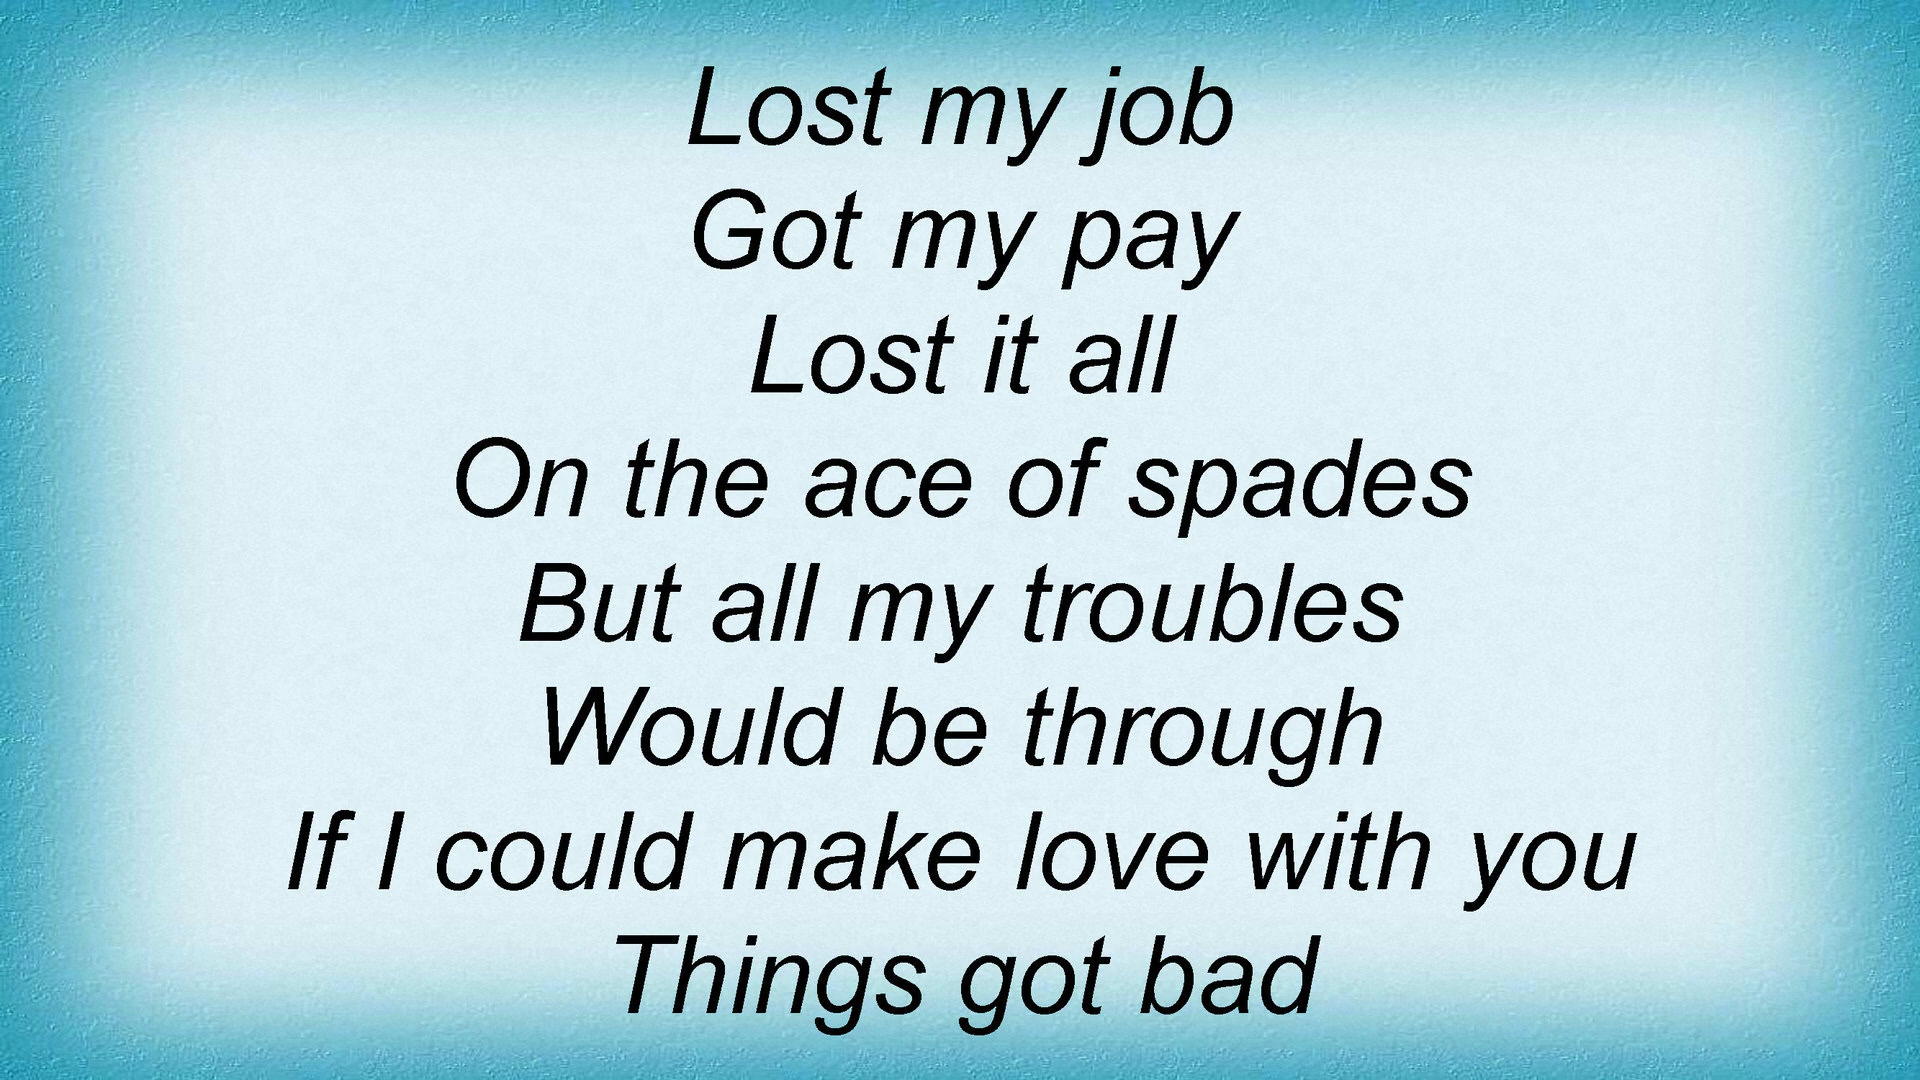 Lost my job
Got my pay
Lost it all
On the ace of spades
But all my troubles
Would be through
If I could make love with you
Things got bad